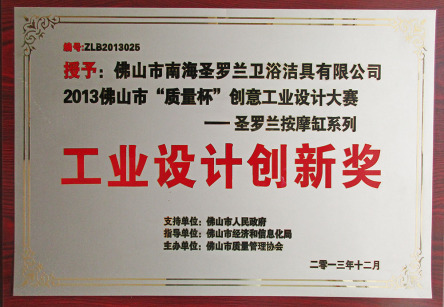 编号:ZLB2013025
授予：佛山市南海圣罗兰卫浴洁具有限公司
2013佛山市“质量杯”创意工业设计大赛
——圣罗兰按摩缸系列
工业设计创新奖
支持单位：佛山市人民政府
指导单位：佛山市经济和信息化局
主办单位：佛山市质量管理协会
二零一三年十二月